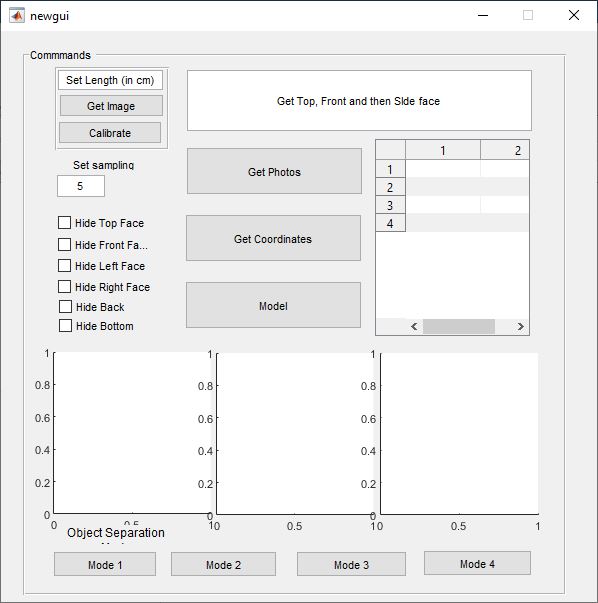 newgui
Commmands
Set Length (in cm)
Get Image
Calibrate
Get Top, Front and then SIde face
Set sampling
5
Get Photos
1 2
1
2
3
4
Hide Top Face
Hide Front Fa...
Hide Left Face
Hide Right Face
Hide Back
Hide Bottom
Get Coordinates
Model
1
0.8
0.6
0.4
0.2
0
0 0.5 1
1
0.8
0.6
0.4
0.2
0
0 0.5 1
1
0.8
0.6
0.4
0.2
0
0 0.5 1
Object Separation
Mode 1
Mode 2
Mode 3
Mode 4